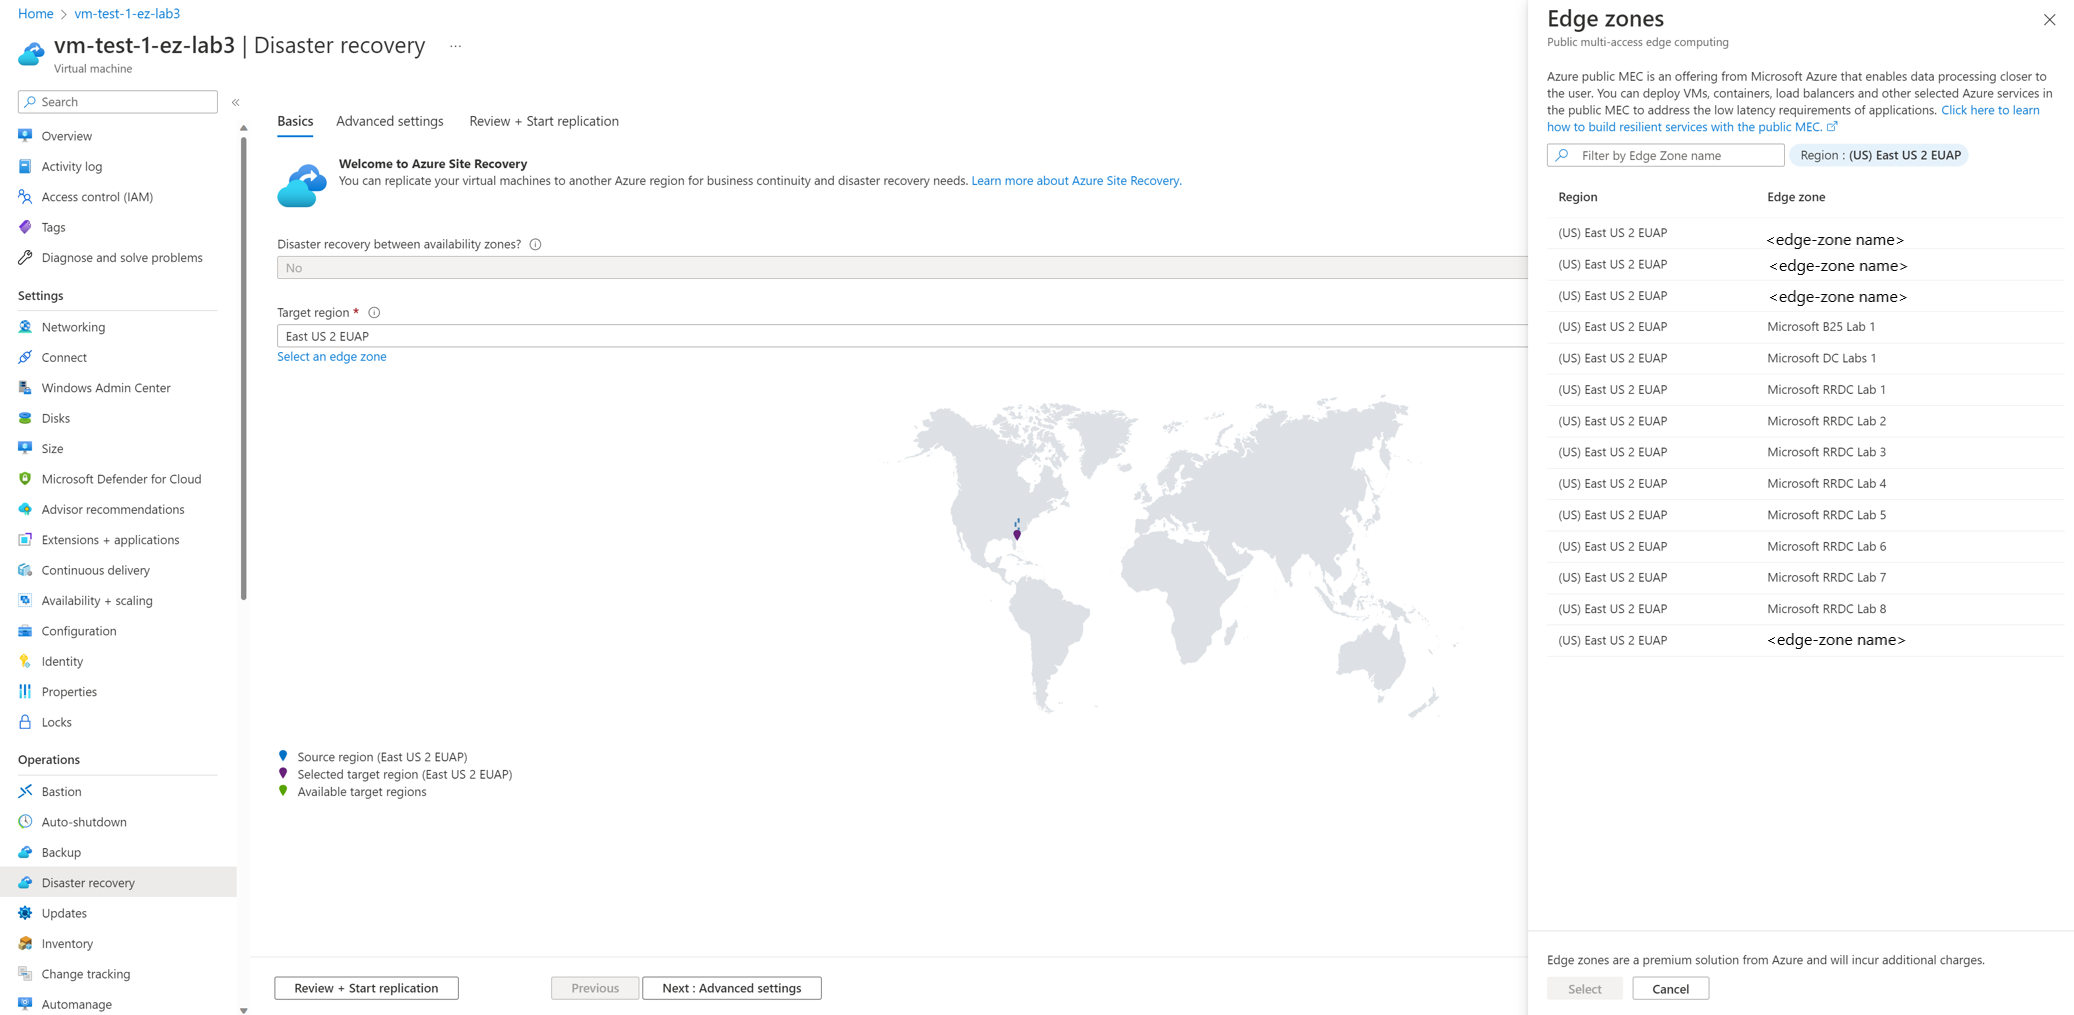 Home > vm-test-1-ez-lab3
vm-test-1-ez-lab3 | Disaster recovery ...
Virtual machine
Search «
Overview
Activity log
Access control (IAM)
Tags
Diagnose and solve problems
Settings
Networking
Connect
Windows Admin Center
Disks
Size
Microsoft Defender for Cloud
Advisor recommendations
Extensions + applications
Continuous delivery
Availability + scaling
Configuration
Identity
Properties
Locks
Operations
Bastion
Auto-shutdown
Backup
Disaster recovery
Updates
Inventory
Change tracking
Automanage
Basics Advanced settings Review + Start replication
Welcome to Azure Site Recovery
You can replicate your virtual machines to another Azure region for business continuity and disaster recovery needs. Learn more about Azure Site Recovery.
Disaster recovery between availability zones?
No
Target region *
East US 2 EUAP
Select an edge zone
Source region (East US 2 EUAP)
Selected target region (East US 2 EUAP)
Available target regions
Review + Start replication Previous Next : Advanced settings
Edge zones
Public multi-access edge computing
Azure public MEC is an offering from Microsoft Azure that enables data processing closer to
the user. You can deploy VMs, containers, load balancers and other selected Azure services in
the public MEC to address the low latency requirements of applications. Click here to learn
how to build resilient services with the public MEC.
Filter by Edge Zone name Region : (US) East US 2 EUAP
Region Edge zone
(US) East US 2 EUAP <edge-zone name>
(US) East US 2 EUAP <edge-zone name>
(US) East US 2 EUAP <edge-zone name>
(US) East US 2 EUAP Microsoft B25 Lab 1
(US) East US 2 EUAP Microsoft DC Labs 1
(US) East US 2 EUAP Microsoft RRDC Lab 1
(US) East US 2 EUAP Microsoft RRDC Lab 2
(US) East US 2 EUAP Microsoft RRDC Lab 3
(US) East US 2 EUAP Microsoft RRDC Lab 4
(US) East US 2 EUAP Microsoft RRDC Lab 5
(US) East US 2 EUAP Microsoft RRDC Lab 6
(US) East US 2 EUAP Microsoft RRDC Lab 7
(US) East US 2 EUAP Microsoft RRDC Lab 8
(US) East US 2 EUAP <edge-zone name>
Edge zones are a premium solution from Azure and will incur additional charges.
Select Cancel